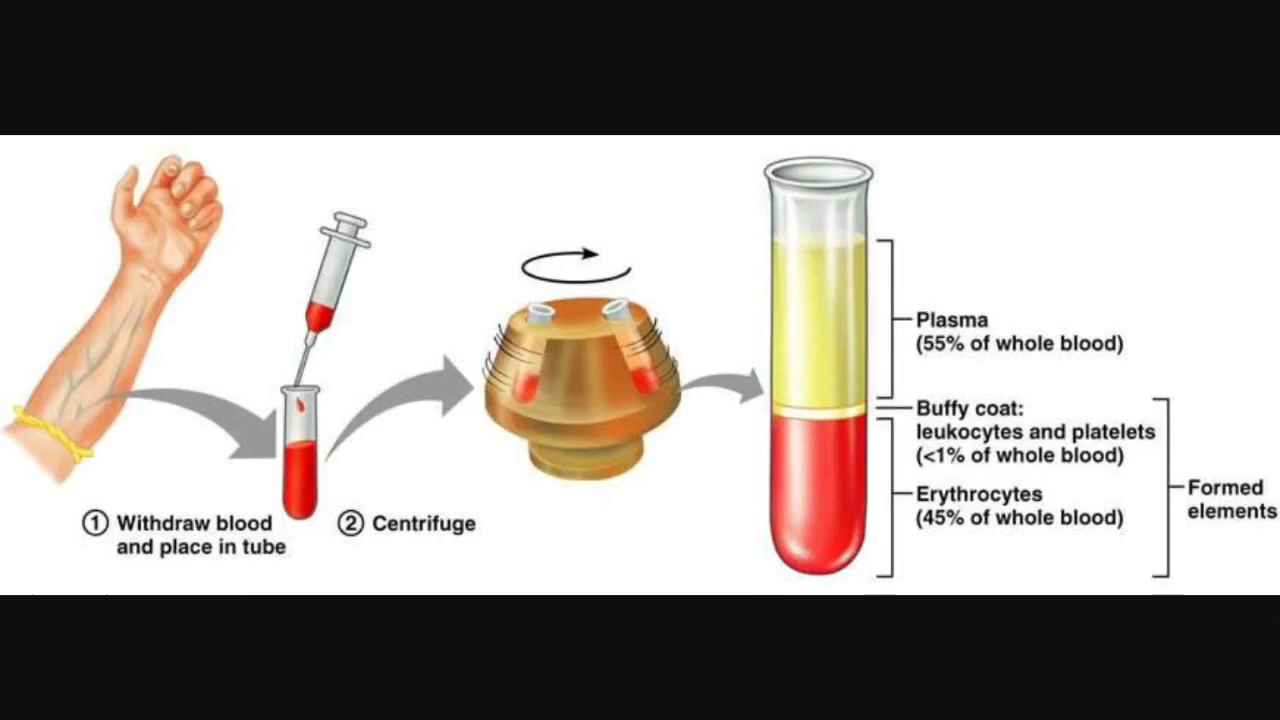 ① Withdraw blood
and place in tube
② Centrifuge
Plasma
(55% of whole blood)
Buffy coat:
leukocytes and platelets
(<1% of whole blood)
Erythrocytes
(45% of whole blood)
Formed
elements